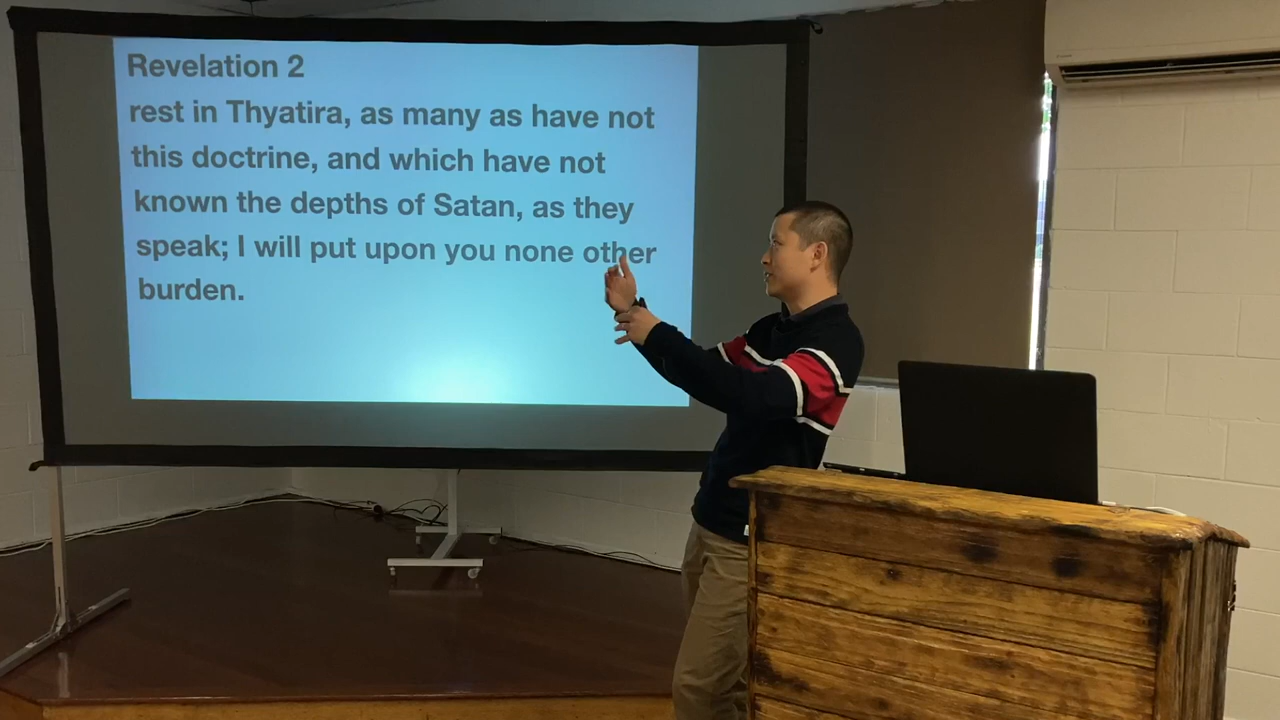 Revelation 2
rest in Thyatira, as many as have not
this doctrine, and which have not
known the depths of Satan, as they
speak; I will put upon you none other
burden.